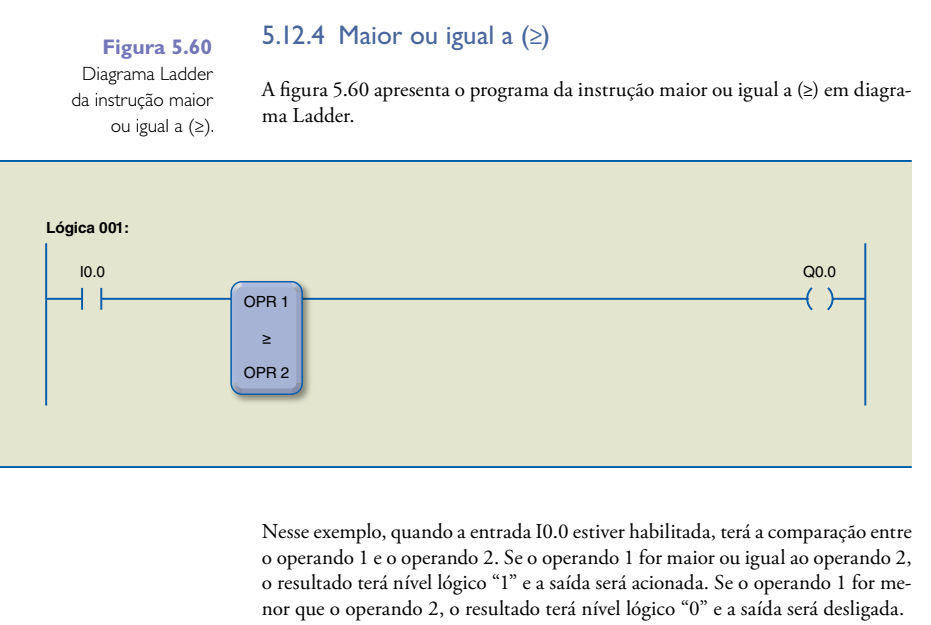 Figura 5.60
Diagrama Ladder
da instrução maior
ou igual a (≥).
5.12.4 Maior ou igual a (≥)
A figura 5.60 apresenta o programa da instrução maior ou igual a (≥) em diagra-
ma Ladder.
Lógica 001:
I0.0
Q0.0
OPR 1
≥
OPR 2
Nesse exemplo, quando a entrada I0.0 estiver habilitada, terá a comparação entre
o operando 1 e o operando 2. Se o operando 1 for maior ou igual ao operando 2,
o resultado terá nível lógico “1” e a saída será acionada. Se o operando 1 for me-
nor que o operando 2, o resultado terá nível lógico “0” e a saída será desligada.